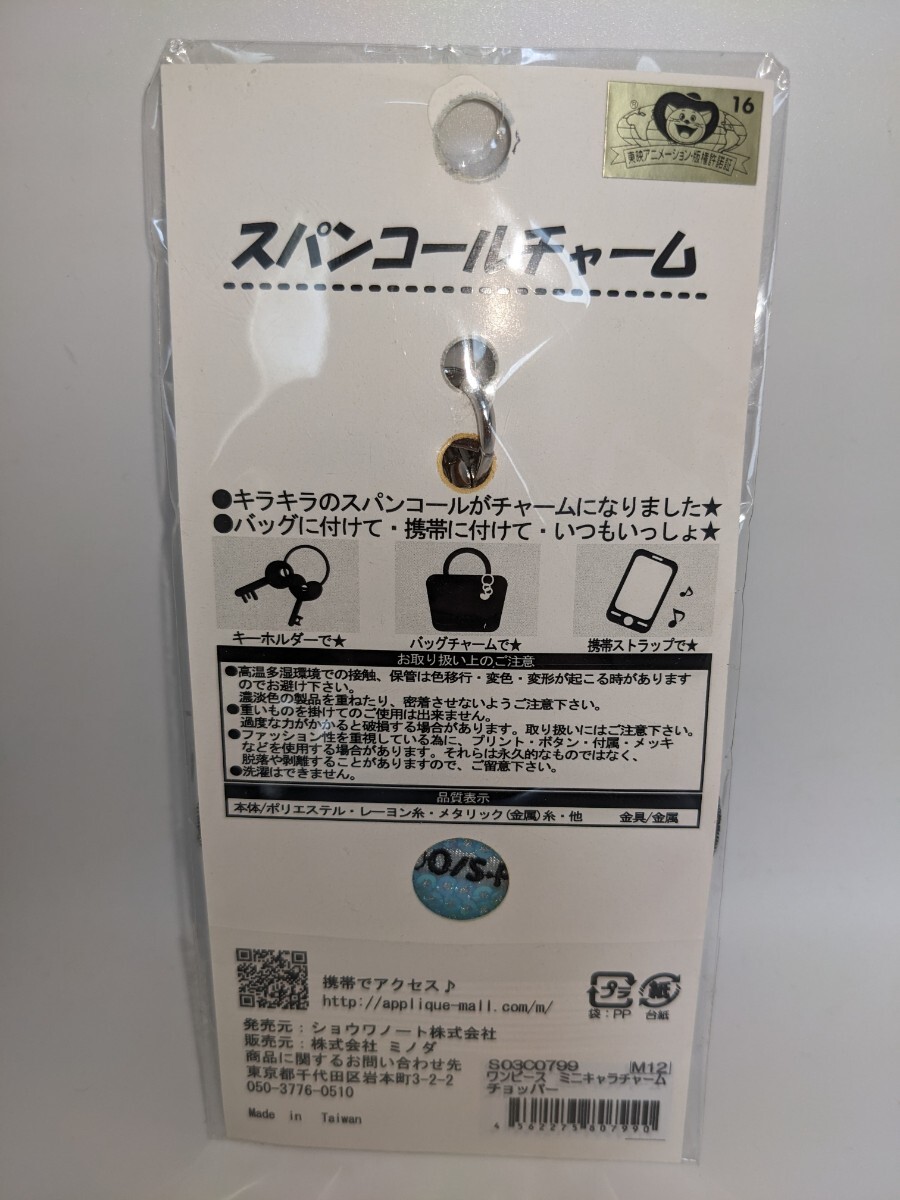 16
東映アニメーション・版権許諾証
スパンコールチャーム
●キラキラのスパンコールがチャームになりました★
●バッグに付けて・携帯に付けて・いつもいっしょ★
キーホルダーで★
バッグチャームで★
携帯ストラップで★
お取り扱い上のご注意
●高温多湿環境での接触、保管は色移行・変色・変形が起こる時があります
のでお避け下さい。
濃淡色の製品を重ねたり、密着させないようご注意下さい。
●重いものを掛けてのご使用は出来ません。
過度な力がかかると破損する場合があります。取り扱いにはご注意下さい。
●ファッション性を重視している為に、プリント・ボタン・付属・メッキ
などを使用する場合があります。それらは永久的なものではなく、
脱落や剥離することがありますので、ご留意下さい。
●洗濯はできません。
品質表示
本体/ポリエステル・レーヨン糸・メタリック(金属)糸・他 金具/金属
O/S・
携帯でアクセス♪
http://applique-mall.com/m/
プラ
袋:PP
紙
台紙
発売元:ショウワノート株式会社
販売元:株式会社 ミノダ
商品に関するお問い合わせ先
東京都千代田区岩本町3-2-2
050-3776-0510
Made in Taiwan
S03C0799 M12
ワンピース ミニキャラチャーム
チョッパー
4 562275 807990